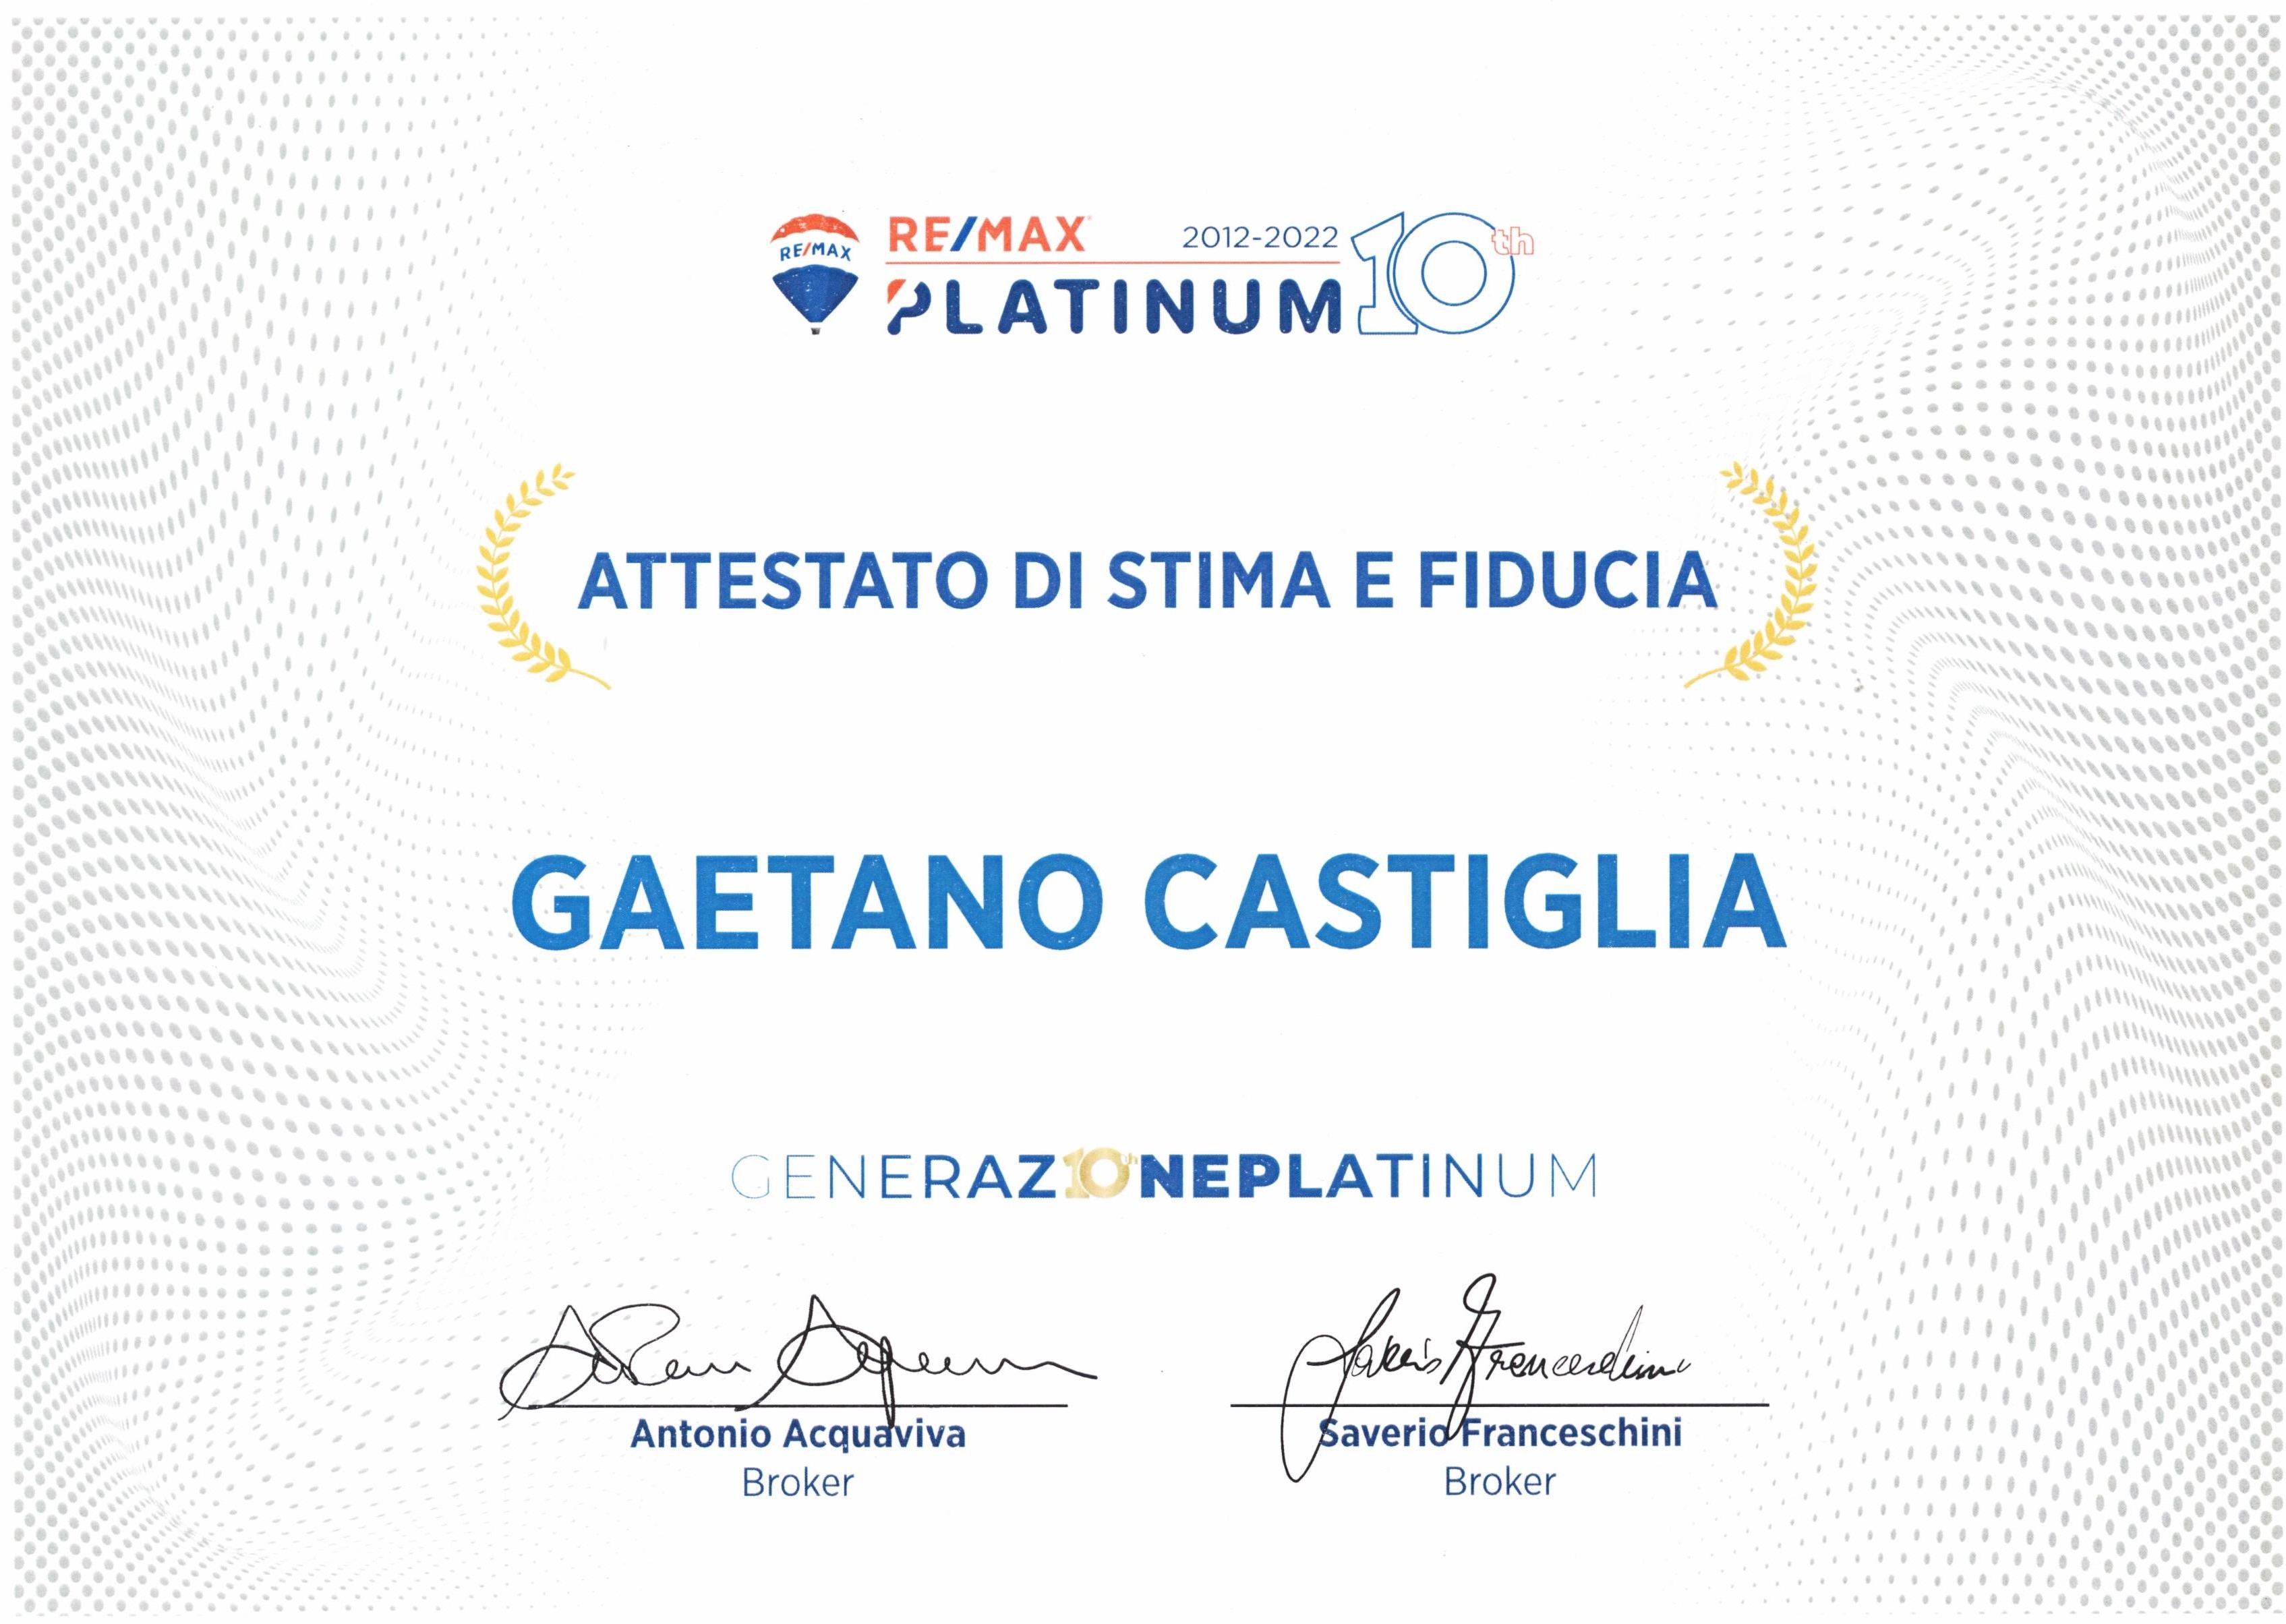 RE/MAX
RE/MAX 2012-2022 10th
PLATINUM
ATTESTATO DI STIMA E FIDUCIA
GAETANO CASTIGLIA
GENERAZ10thNEPLATINUM
Antonio Acquaviva
Saverio Franceschini
Broker
Broker